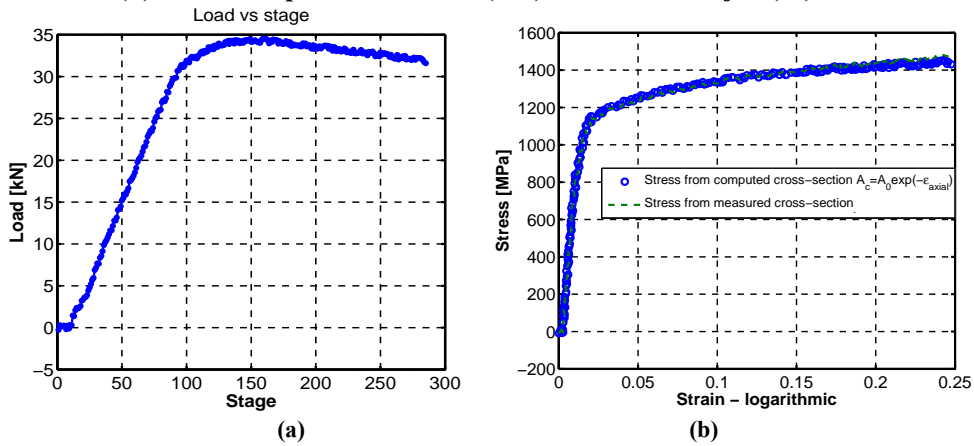 Load vs stage
35
30
25
20
15
10
5
0
−5
Load [kN]
0 50 100 150 200 250 300
Stage
(a)
1600
1400
1200
1000
800
600
400
200
0
−200
Stress [MPa]
Stress from computed cross−section A_c=A_0exp(−ε_axial)
Stress from measured cross−section
0 0.05 0.1 0.15 0.2 0.25
Strain − logarithmic
(b)